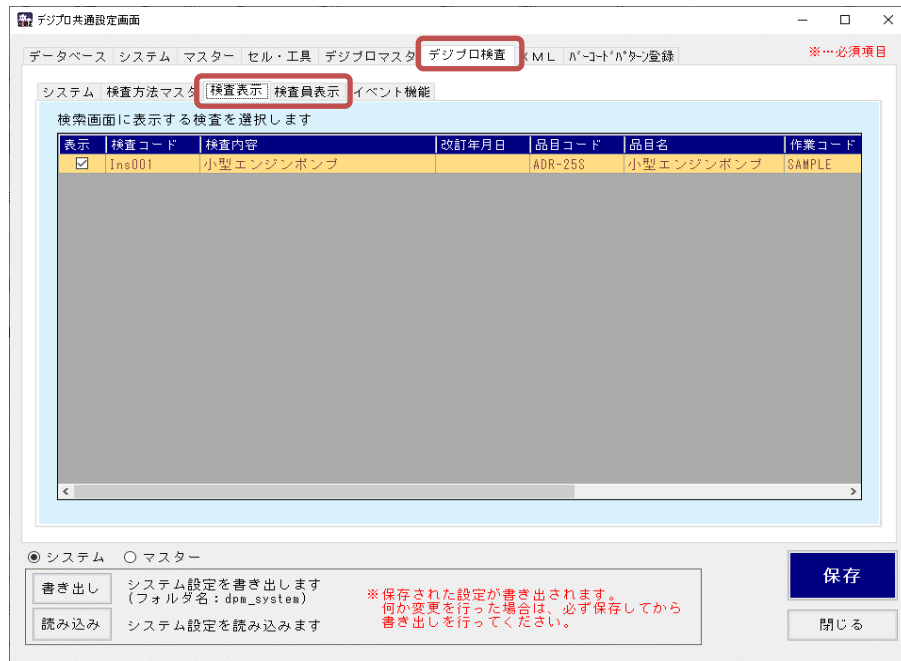 デジプロ共通設定画面
※…必須項目
データベース システム マスター セル・工具 デジプロマスタ デジプロ検査 XML バーコードパターン登録
システム 検査方法マスタ 検査表示 検査員表示 イベント機能
検索画面に表示する検査を選択します
表示 検査コード 検査内容 改訂年月日 品目コード 品目名 作業コード
Ins001 小型エンジンポンプ ADR-25S 小型エンジンポンプ SAMPLE
システム マスター
書き出し システム設定を書き出します
(フォルダ名:dpm_system)
読み込み システム設定を読み込みます
※保存された設定が書き出されます。
何か変更を行った場合は、必ず保存してから
書き出しを行ってください。
保存
閉じる